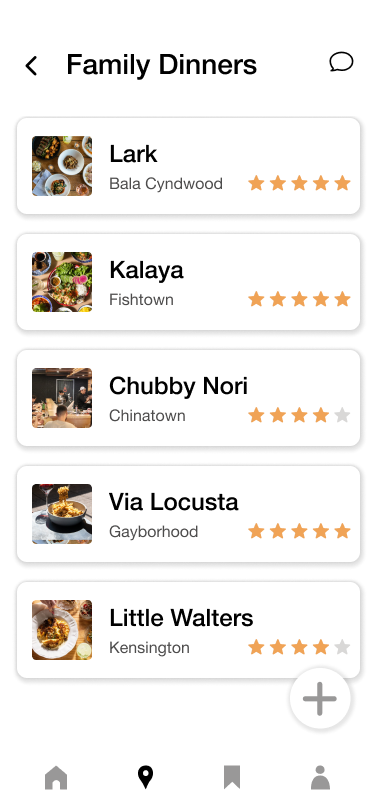 Family Dinners
Lark
Bala Cyndwood
Kalaya
Fishtown
Chubby Nori
Chinatown
Via Locusta
Gayborhood
Little Walters
Kensington